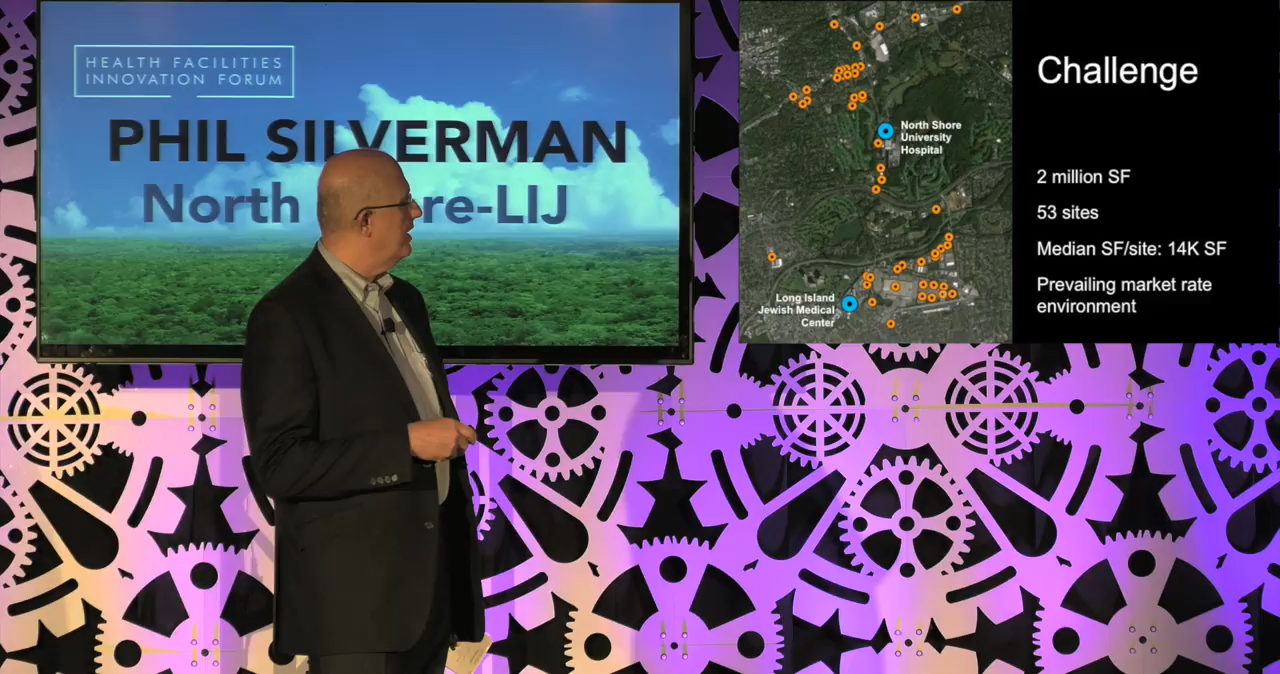 HEALTH FACILITIES
INNOVATION FORUM
PHIL SILVERMAN
North re-LIJ
North Shore
University
Hospital
Long Island
Jewish Medical
Center
Challenge
2 million SF
53 sites
Median SF/site: 14K SF
Prevailing market rate
environment